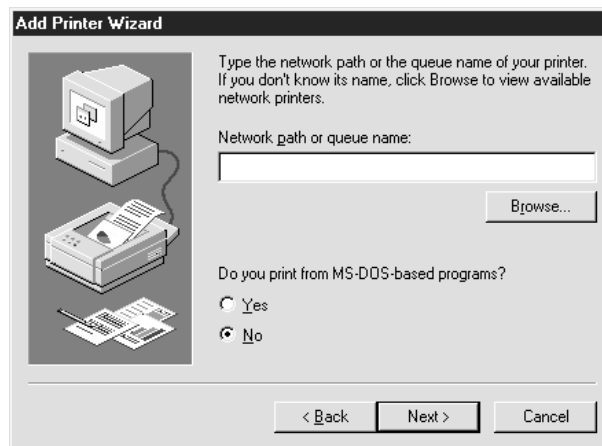 Add Printer Wizard
Type the network path or the queue name of your printer.
If you don't know its name, click Browse to view available
network printers.
Network path or queue name:
Browse...
Do you print from MS-DOS-based programs?
Yes
No
< Back
Next >
Cancel